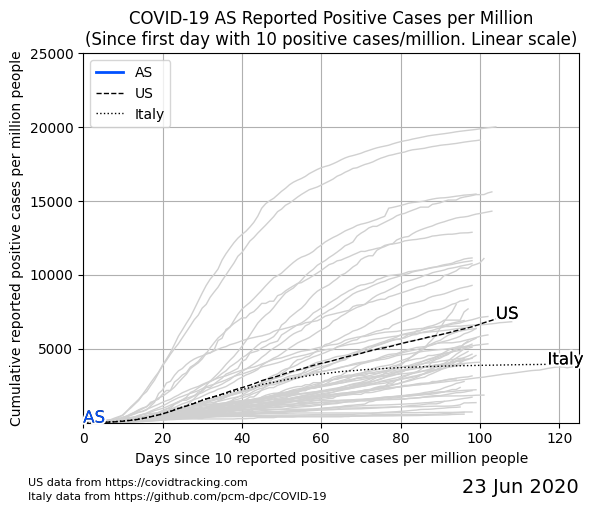 COVID-19 AS Reported Positive Cases per Million
(Since first day with 10 positive cases/million. Linear scale)
Cumulative reported positive cases per million people
25000
20000
15000
10000
5000
AS
US
Italy
US
Italy
AS
0
20
40
60
80
100
120
Days since 10 reported positive cases per million people
US data from https://covidtracking.com
Italy data from https://github.com/pcm-dpc/COVID-19
23 Jun 2020